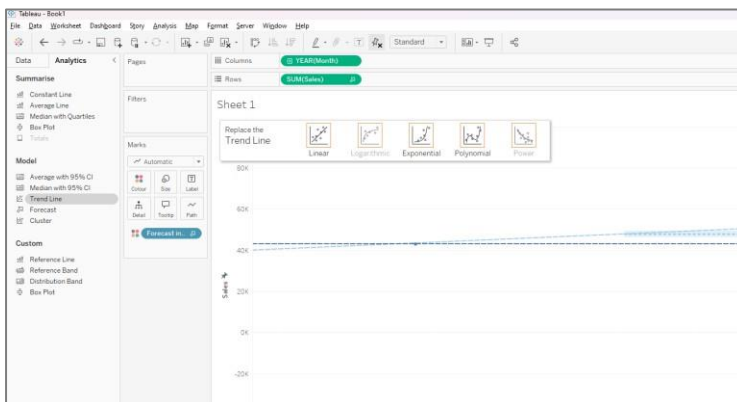 Tableau - Book1
File Data Worksheet Dashboard Story Analysis Map Format Server Window Help
Standard
Data Analytics
Pages
Columns
YEAR(Month)
Rows
SUM(Sales)
Summarise
Constant Line
Average Line
Median with Quartiles
Box Plot
Totals
Model
Average with 95% CI
Median with 95% CI
Trend Line
Forecast
Cluster
Custom
Reference Line
Reference Band
Distribution Band
Box Plot
Filters
Marks
Automatic
Colour Size Label
Detail Tooltip Path
Forecast in..
Sheet 1
Replace the
Trend Line
Linear Logarithmic Exponential Polynomial Power
80K
60K
40K
20K
0K
-20K
Sales